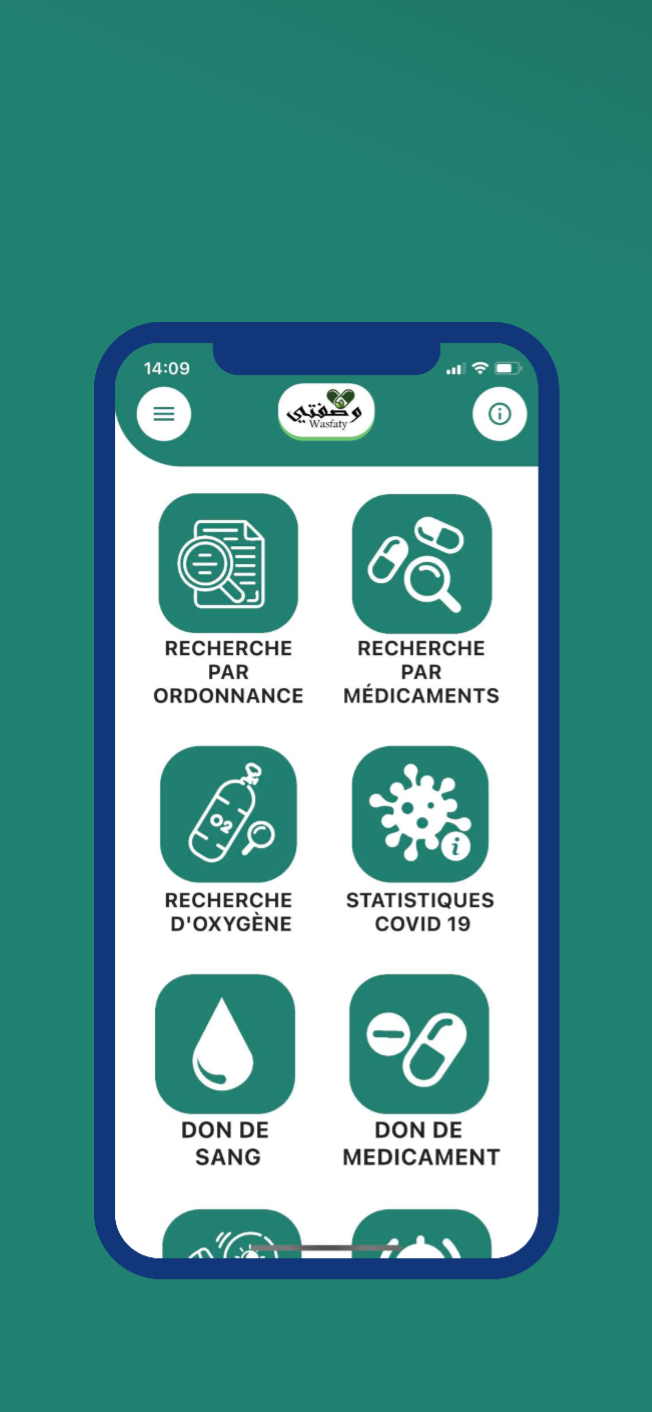 14:09
وصفتي
Wasfaty
RECHERCHE
PAR
ORDONNANCE
RECHERCHE
PAR
MÉDICAMENTS
O2
RECHERCHE
D'OXYGÈNE
i
STATISTIQUES
COVID 19
DON DE
SANG
DON DE
MEDICAMENT